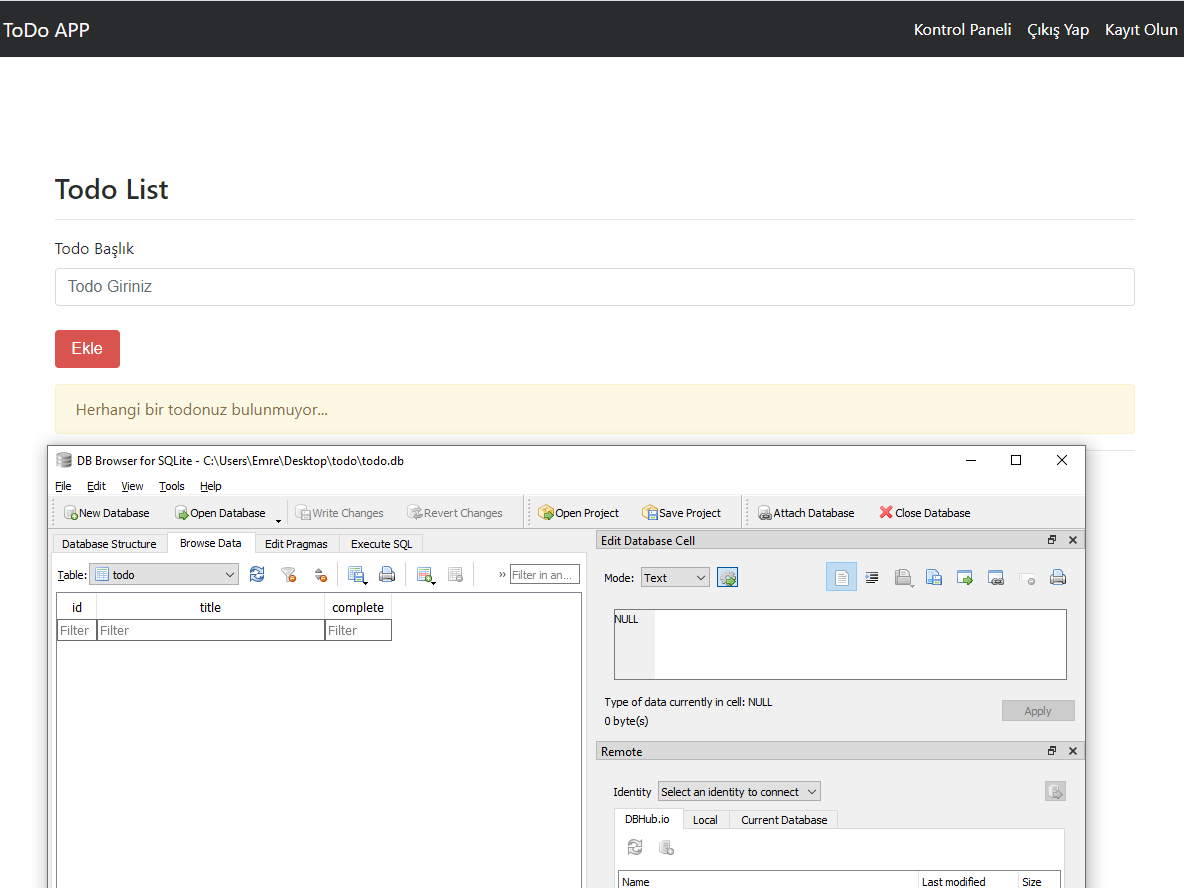 ToDo APP
Kontrol Paneli Çıkış Yap Kayıt Olun
Todo List
Todo Başlık
Todo Giriniz
Ekle
Herhangi bir todonuz bulunmuyor...
DB Browser for SQLite - C:\Users\Emre\Desktop\todo\todo.db
File Edit View Tools Help
New Database Open Database Write Changes Revert Changes Open Project Save Project Attach Database Close Database
Database Structure Browse Data Edit Pragmas Execute SQL
Table: todo » Filter in an...
id title complete
Filter Filter Filter
Edit Database Cell
Mode: Text
NULL
Type of data currently in cell: NULL
0 byte(s)
Apply
Remote
Identity Select an identity to connect
DBHub.io Local Current Database
Name Last modified Size